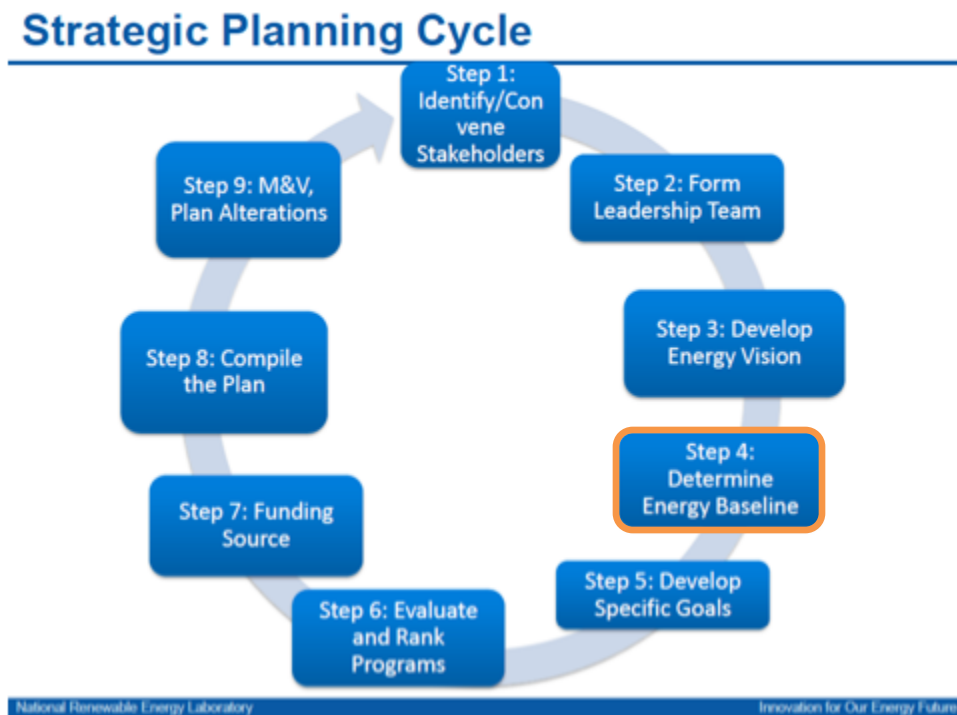 Strategic Planning Cycle
Step 1:
Identify/Con
vene
Stakeholders
Step 2: Form
Leadership Team
Step 3: Develop
Energy Vision
Step 4:
Determine
Energy Baseline
Step 5: Develop
Specific Goals
Step 6: Evaluate
and Rank
Programs
Step 7: Funding
Source
Step 8: Compile
the Plan
Step 9: M&V,
Plan Alterations
National Renewable Energy Laboratory
Innovation for Our Energy Future